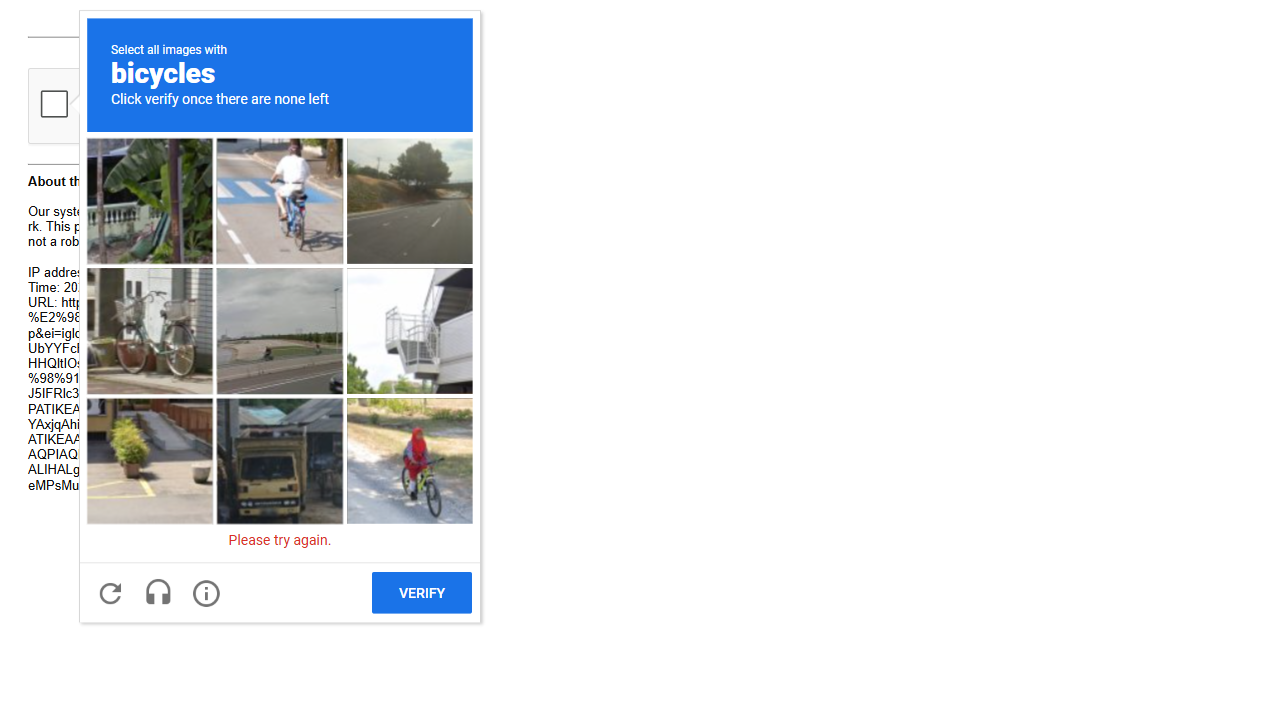 Select all images with
bicycles
Click verify once there are none left
About th
Our syste
rk. This p
not a rob
IP addres
Time: 20
URL: http
%E2%98
p&ei=iglc
UbYYFcl
HHQltlOs
%98%91
J5IFRlc3
PATIKEA
YAxjqAhi
ATIKEAA
AQPIAQ
ALIHALg
eMPsMu
Please try again.
VERIFY